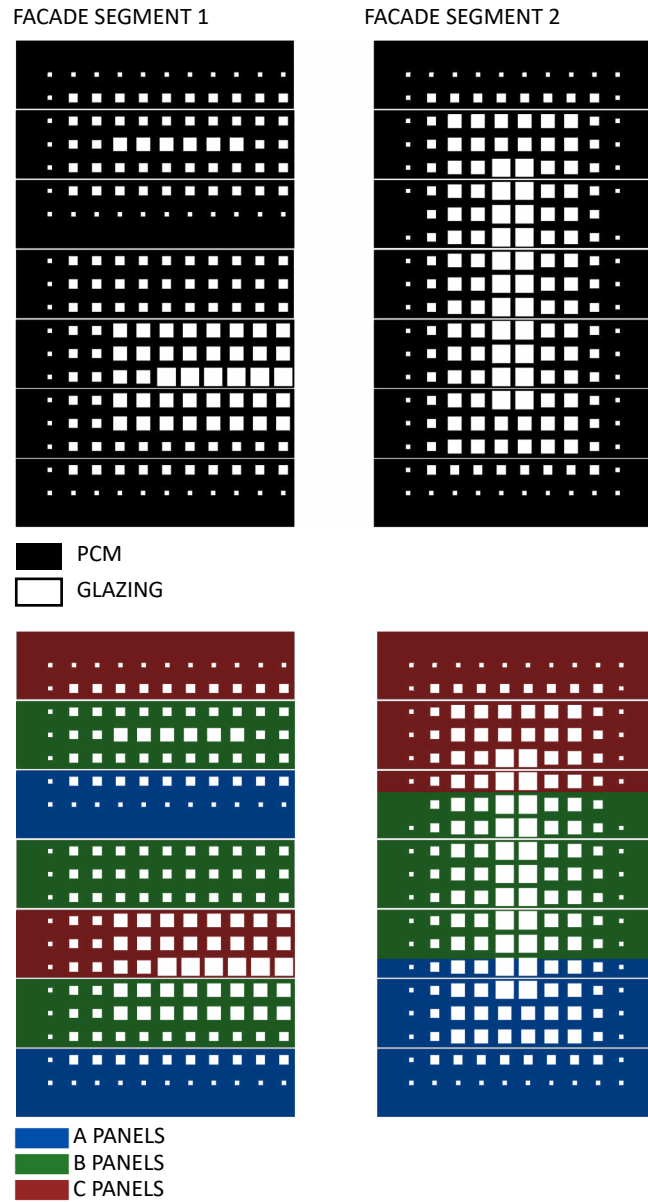 FACADE SEGMENT 1
FACADE SEGMENT 2
PCM
GLAZING
A PANELS
B PANELS
C PANELS